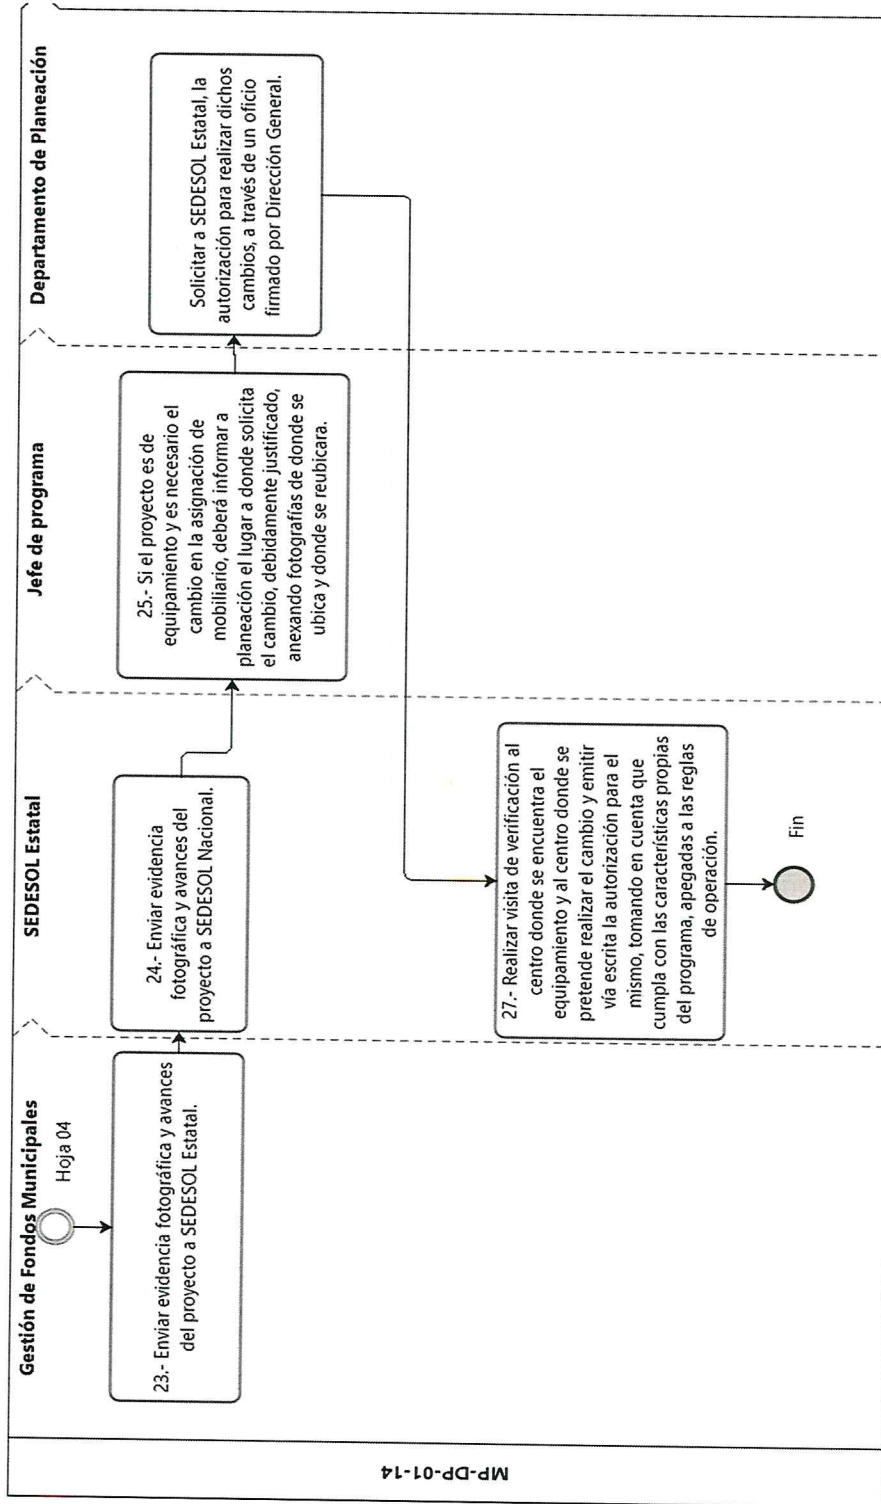 MP-DP-01-14
Gestión de Fondos Municipales
Hoja 04
23.- Enviar evidencia fotográfica y avances
del proyecto a SEDESOL Estatal.
SEDESOL Estatal
24.- Enviar evidencia
fotográfica y avances del
proyecto a SEDESOL Nacional.
Jefe de programa
25.- Si el proyecto es de
equipamiento y es necesario el
cambio en la asignación de
mobiliario, deberá informar a
planeación el lugar a donde solicita
el cambio, debidamente justificado,
anexando fotografías de donde se
ubica y donde se reubicara.
Departamento de Planeación
Solicitar a SEDESOL Estatal, la
autorización para realizar dichos
cambios, a través de un oficio
firmado por Dirección General.
27.- Realizar visita de verificación al
centro donde se encuentra el
equipamiento y al centro donde se
pretende realizar el cambio y emitir
vía escrita la autorización para el
mismo, tomando en cuenta que
cumpla con las características propias
del programa, apegadas a las reglas
de operación.
Fin